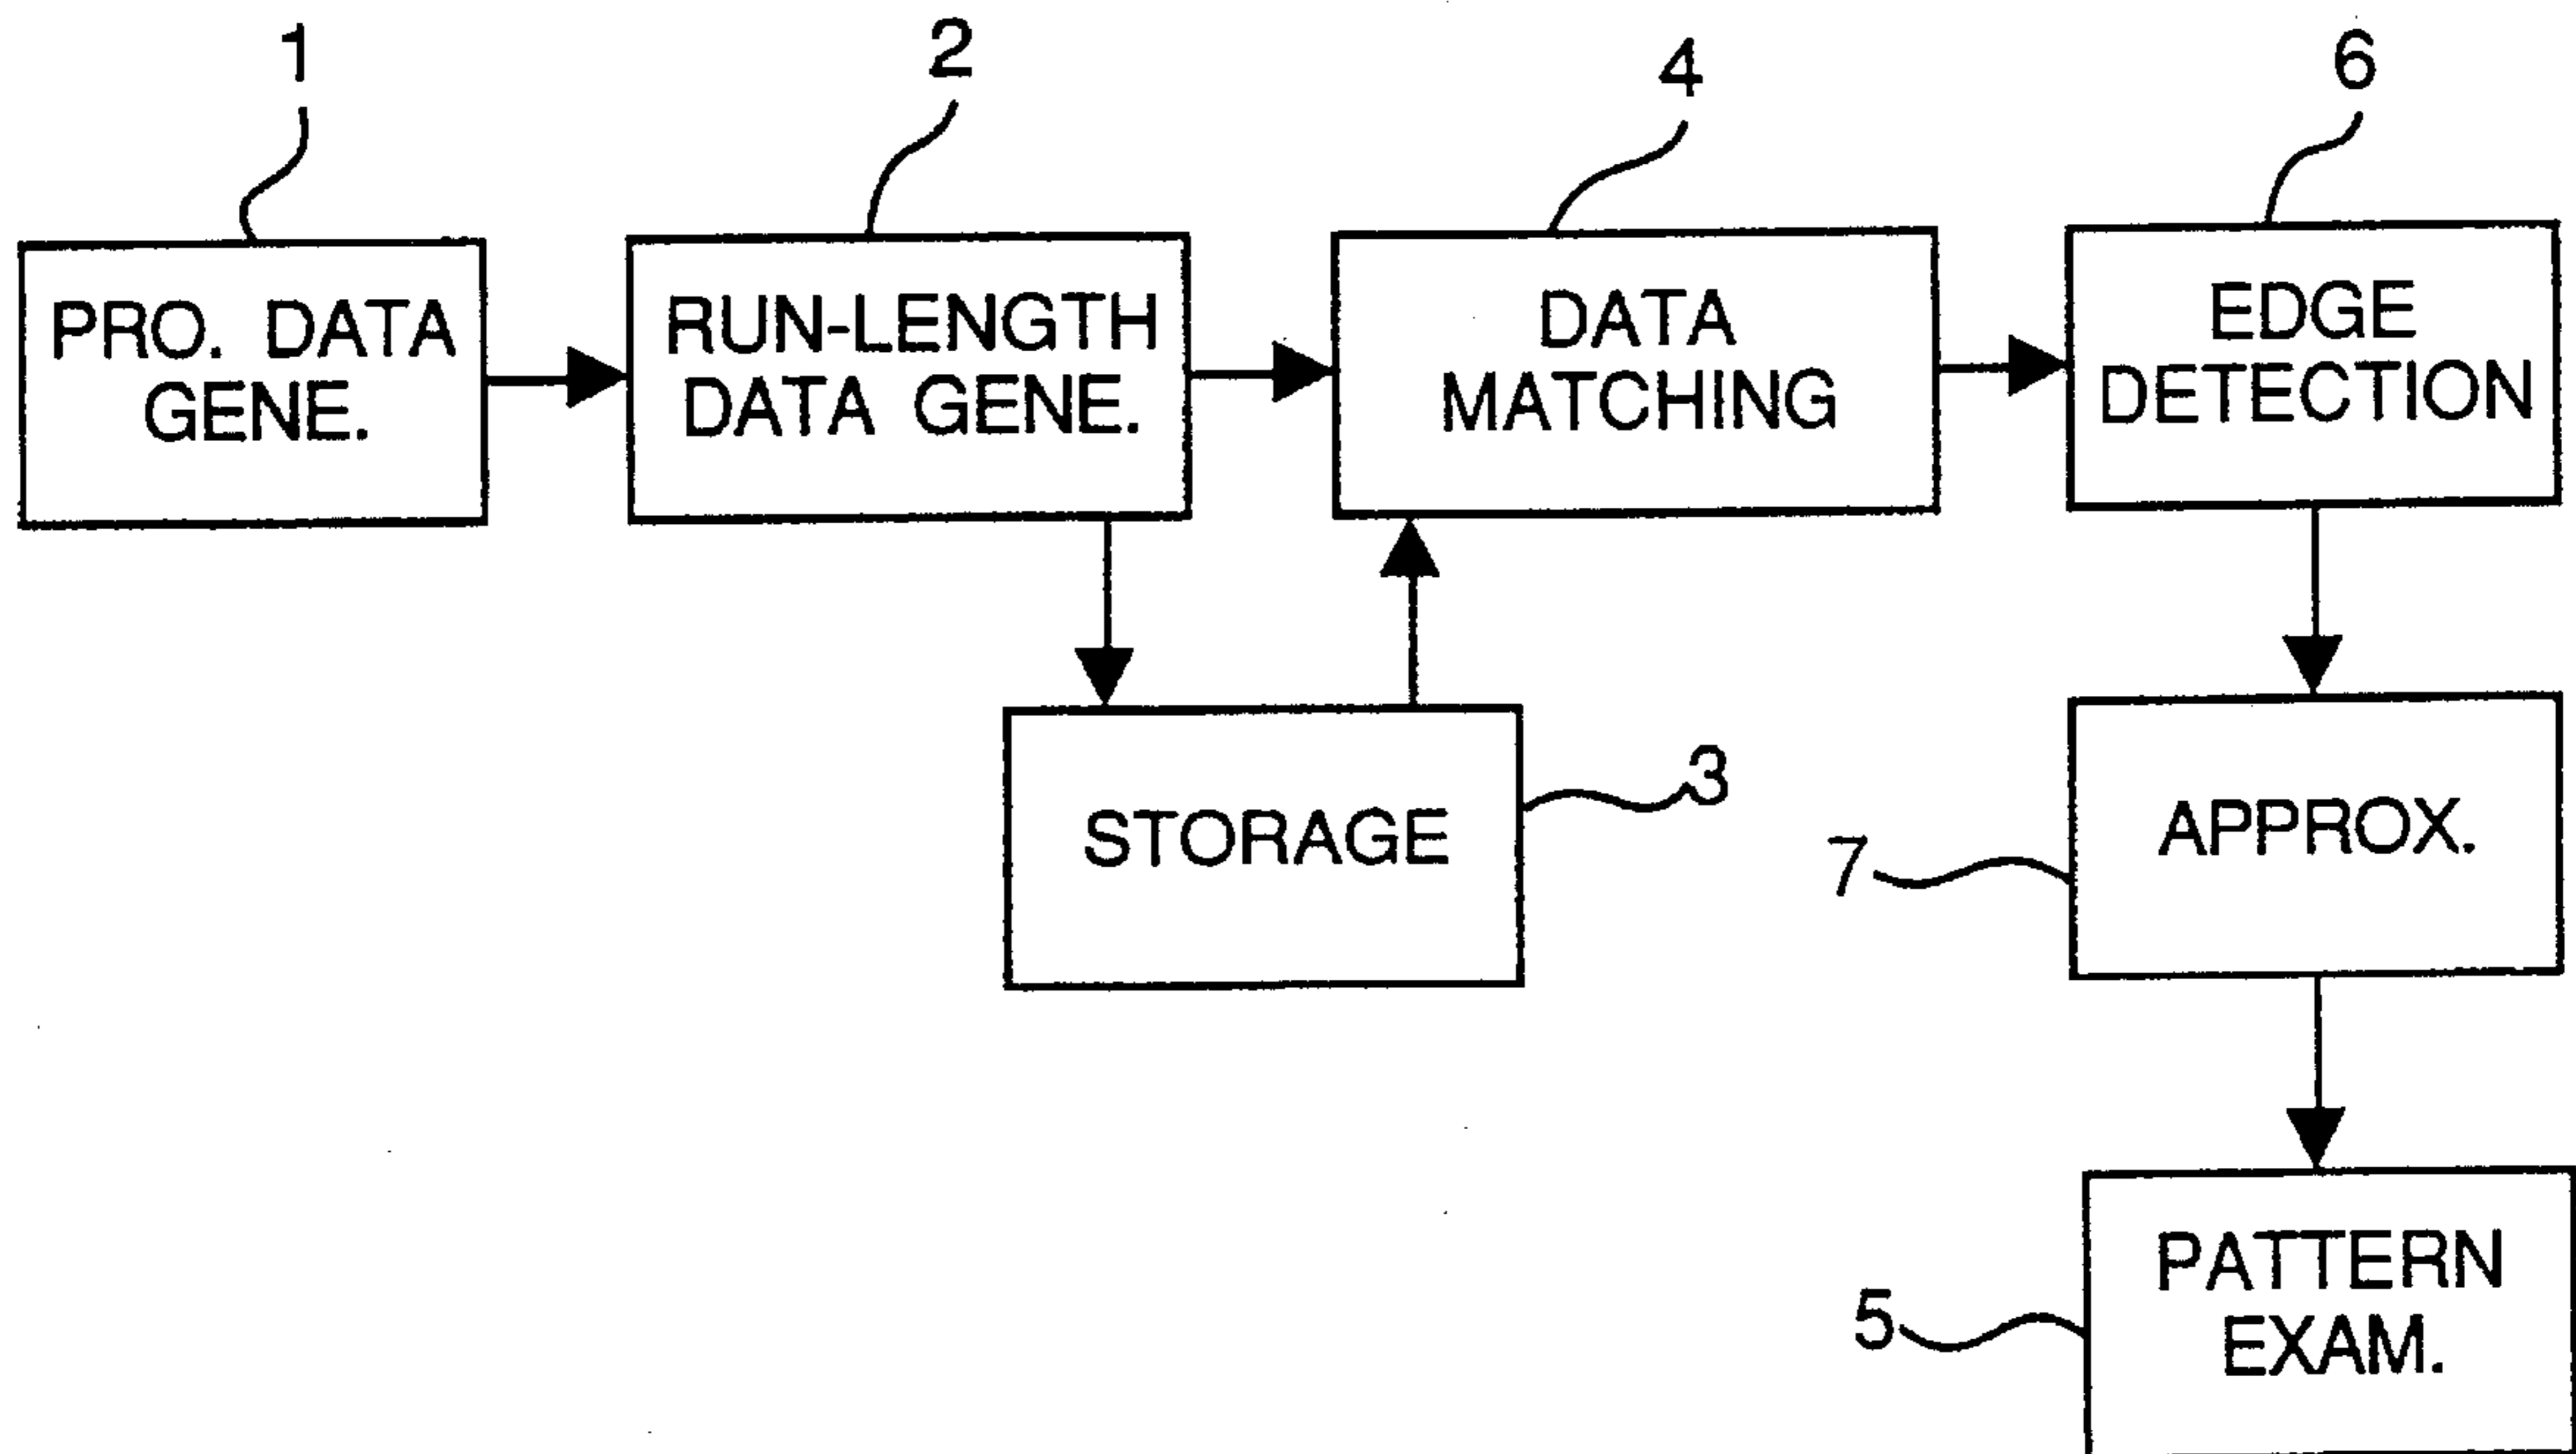 1
2
4
6
PRO. DATA
GENE.
RUN-LENGTH
DATA GENE.
DATA
MATCHING
EDGE
DETECTION
STORAGE
3
7
APPROX.
5
PATTERN
EXAM.